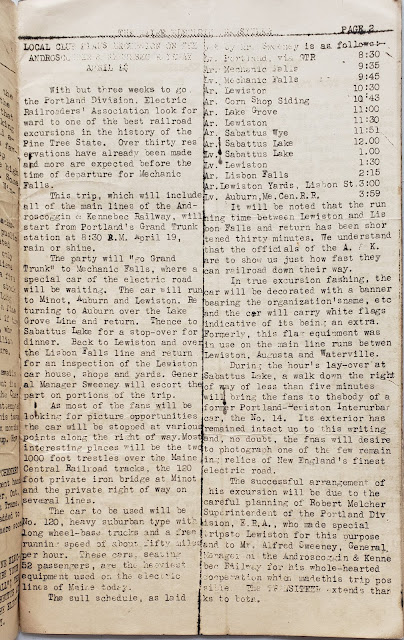 PAGE 2
LOCAL CLUB
ANDROS
APRIL
With but three weeks to go
the Portland Division, Electric
Railroaders' Association look for
ward to one of the best railroad
excursions in the history of the
Pine Tree State. Over thirty res
ervations have already been made
and more are expected before the
time of departure for Mechanic
Falls.
This trip, which will include
all of the main lines of the And-
roscoggin & Kennebec Railway, will
start from Portland's Grand Trunk
station at 8:30 A.M. April 19,
rain or shine.
The party will "go Grand
Trunk" to Mechanic Falls, where a
special car of the electric road
will be waiting. The car will run
to Minot, Auburn and Lewiston. Re
turning to Auburn over the Lake
Grove Line and return. Thence to
Sabattus Lake for a stop-over for
dinner. Back to Lewiston and over
the Lisbon Falls line and return
for an inspection of the Lewiston
car house, shops and yards. Gener
al Manager Sweeney will escort the
part on portions of the trip.
As most of the fans will be
looking for picture opportunities
the car will be stopped at various
points along the right of way.Most
interesting places will be the two
1000 foot trestles over the Maine
Central Railroad tracks, the 120
foot private iron bridge at Minot
and the private right of way on
several lines.
The car to be used will be
No. 120, heavy suburban type with
long wheel-base trucks and a free
running speed of about fifty miles
per hour. These cars, seating
52 passengers, are the heaviest
equipment used on the electric
lines of Maine today.
The sull schedule, as laid
is as follows:-
Lv. Portland, via GTR 8:30
Ar. Mechanic Falls 9:35
Lv. Mechanic Falls 9:45
Ar. Lewiston 10:30
Ar. Corn Shop Siding 10'43
Ar. Lake Grove 11:00
Ar. Lewiston 11:30
Ar. Sabattus Wye 11:51
Ar. Sabattus Lake 12.00
Lv. Sabattus Lake 1.00
Lv. Lewiston 1:30
Ar. Lisbon Falls 2:15
Ar.Lewiston Yards, Lisbon St.3:00
Lv. Auburn,Me.Cen.R.R. 3:59
It will be noted that the run
ning time between Lewiston and Lis
bon Falls and return has been shor
tened thirty minutes. We understand
that the officials of the A. / K.
are to show us just how fast they
can railroad down their way.
In true excursion fashing, the
car will be decorated with a banner
bearing the organization'sname, etc
and the car will carry white flags
indicative of its being an extra.
Formerly, this flat equipment was
in use on the main line runs betwen
Lewiston, Augusta and Waterville.
During the hour's lay-over at
Sabattus Lake, a walk down the right
of way of less than five minutes
will bring the fans to thebody of a
former Portland-Lewiston Interurban
car, the No. 14. Its exterior has
remained intact up to this writing
and, no doubt, the fnas will desire
to photograph one of the few remain
ing relics of New England's finest
electric road.
The successful arrangement of
his excursion will be due to the
careful planning of Robert Melcher
Superintendent of the Portland Div
ision, E.R.A., who made special
tripsto Lewiston for this purpose
and to Mr. Alfred Sweeney, General
Manager on the Androscoggin & Kenne
bec Railway for his whole-hearted
cooperation which madethis trip pos
sible. The TRANSITEER extends than
ks to both.